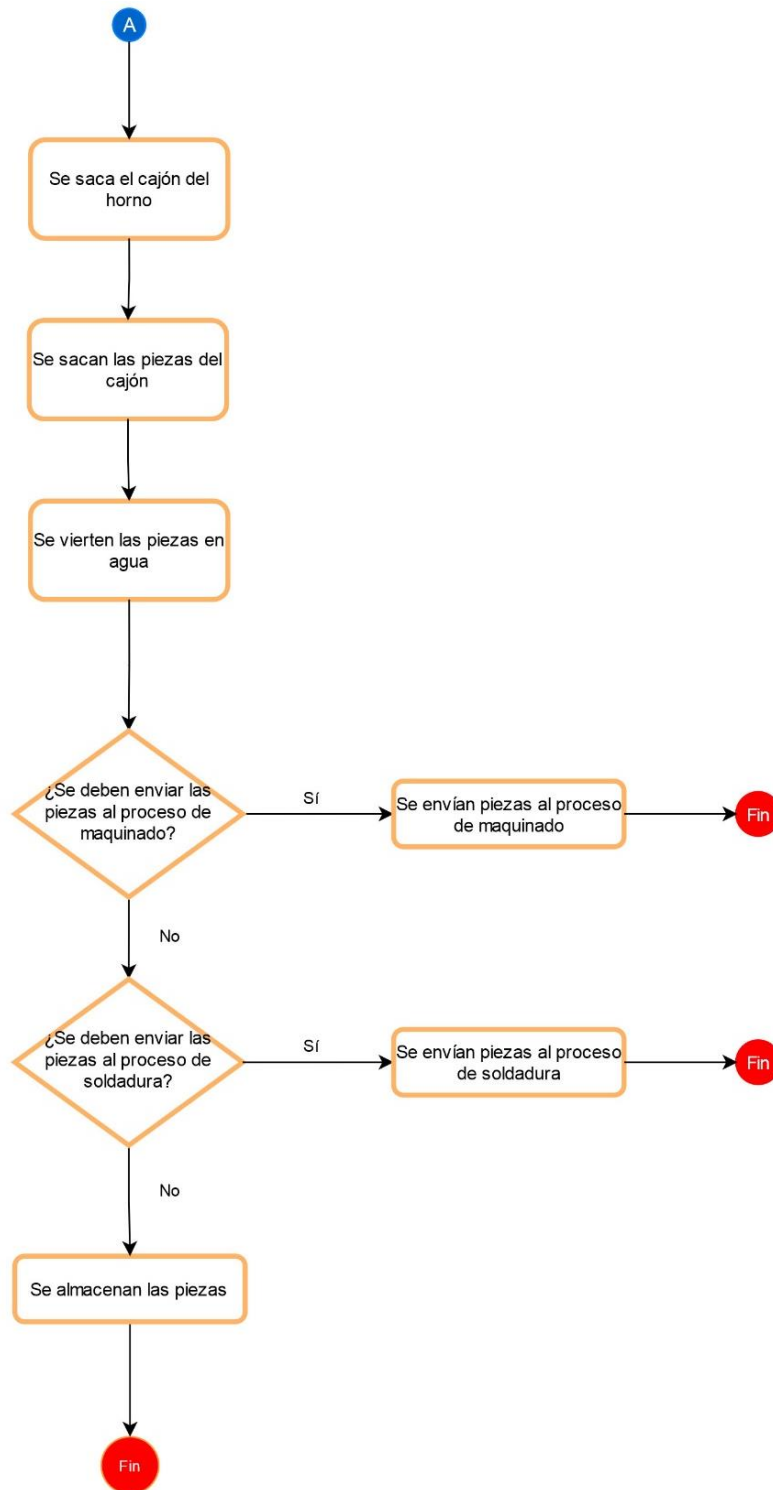 A
Se saca el cajón del
horno
Se sacan las piezas del
cajón
Se vierten las piezas en
agua
¿Se deben enviar las
piezas al proceso de
maquinado?
Sí
Se envían piezas al proceso
de maquinado
Fin
No
¿Se deben enviar las
piezas al proceso de
soldadura?
Sí
Se envían piezas al proceso
de soldadura
Fin
No
Se almacenan las piezas
Fin